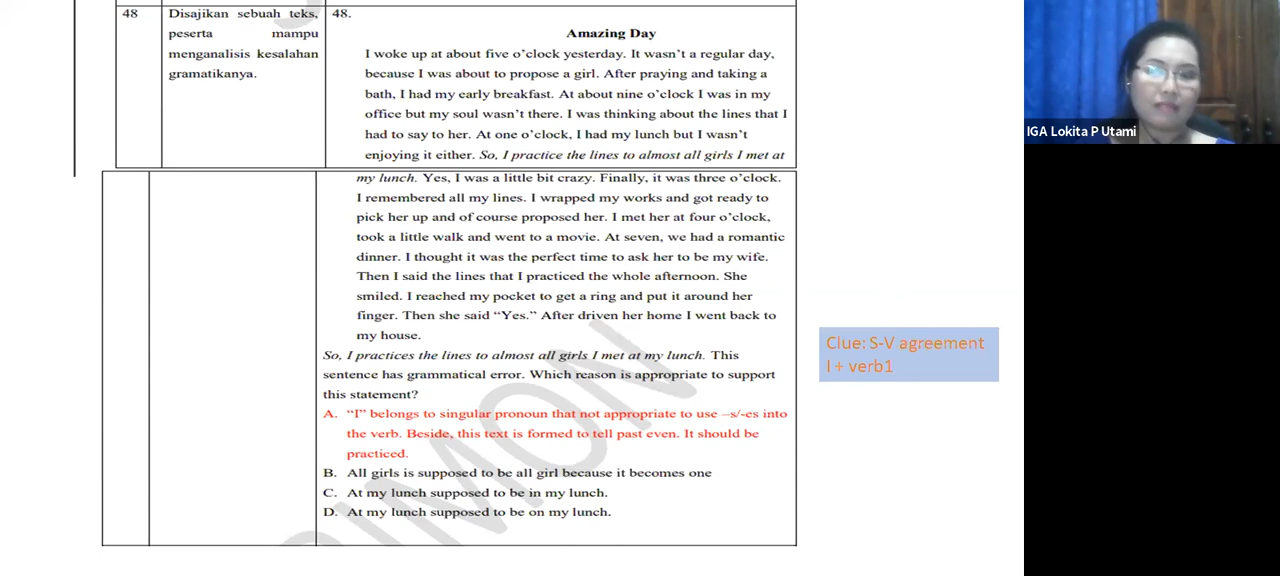 48
Disajikan sebuah teks,
peserta mampu
menganalisis kesalahan
gramatikanya.
48.
Amazing Day
I woke up at about five o'clock yesterday. It wasn't a regular day,
because I was about to propose a girl. After praying and taking a
bath, I had my early breakfast. At about nine o'clock I was in my
office but my soul wasn't there. I was thinking about the lines that I
had to say to her. At one o'clock, I had my lunch but I wasn't
enjoying it either. So, I practice the lines to almost all girls I met at
my lunch. Yes, I was a little bit crazy. Finally, it was three o'clock.
I remembered all my lines. I wrapped my works and got ready to
pick her up and of course proposed her. I met her at four o'clock,
took a little walk and went to a movie. At seven, we had a romantic
dinner. I thought it was the perfect time to ask her to be my wife.
Then I said the lines that I practiced the whole afternoon. She
smiled. I reached my pocket to get a ring and put it around her
finger. Then she said “Yes.” After driven her home I went back to
my house.
So, I practices the lines to almost all girls I met at my lunch. This
sentence has grammatical error. Which reason is appropriate to support
this statement?
A. “I” belongs to singular pronoun that not appropriate to use –s/-es into
the verb. Beside, this text is formed to tell past even. It should be
practiced.
B. All girls is supposed to be all girl because it becomes one
C. At my lunch supposed to be in my lunch.
D. At my lunch supposed to be on my lunch.
Clue: S-V agreement
I + verb1
IGA Lokita P Utami